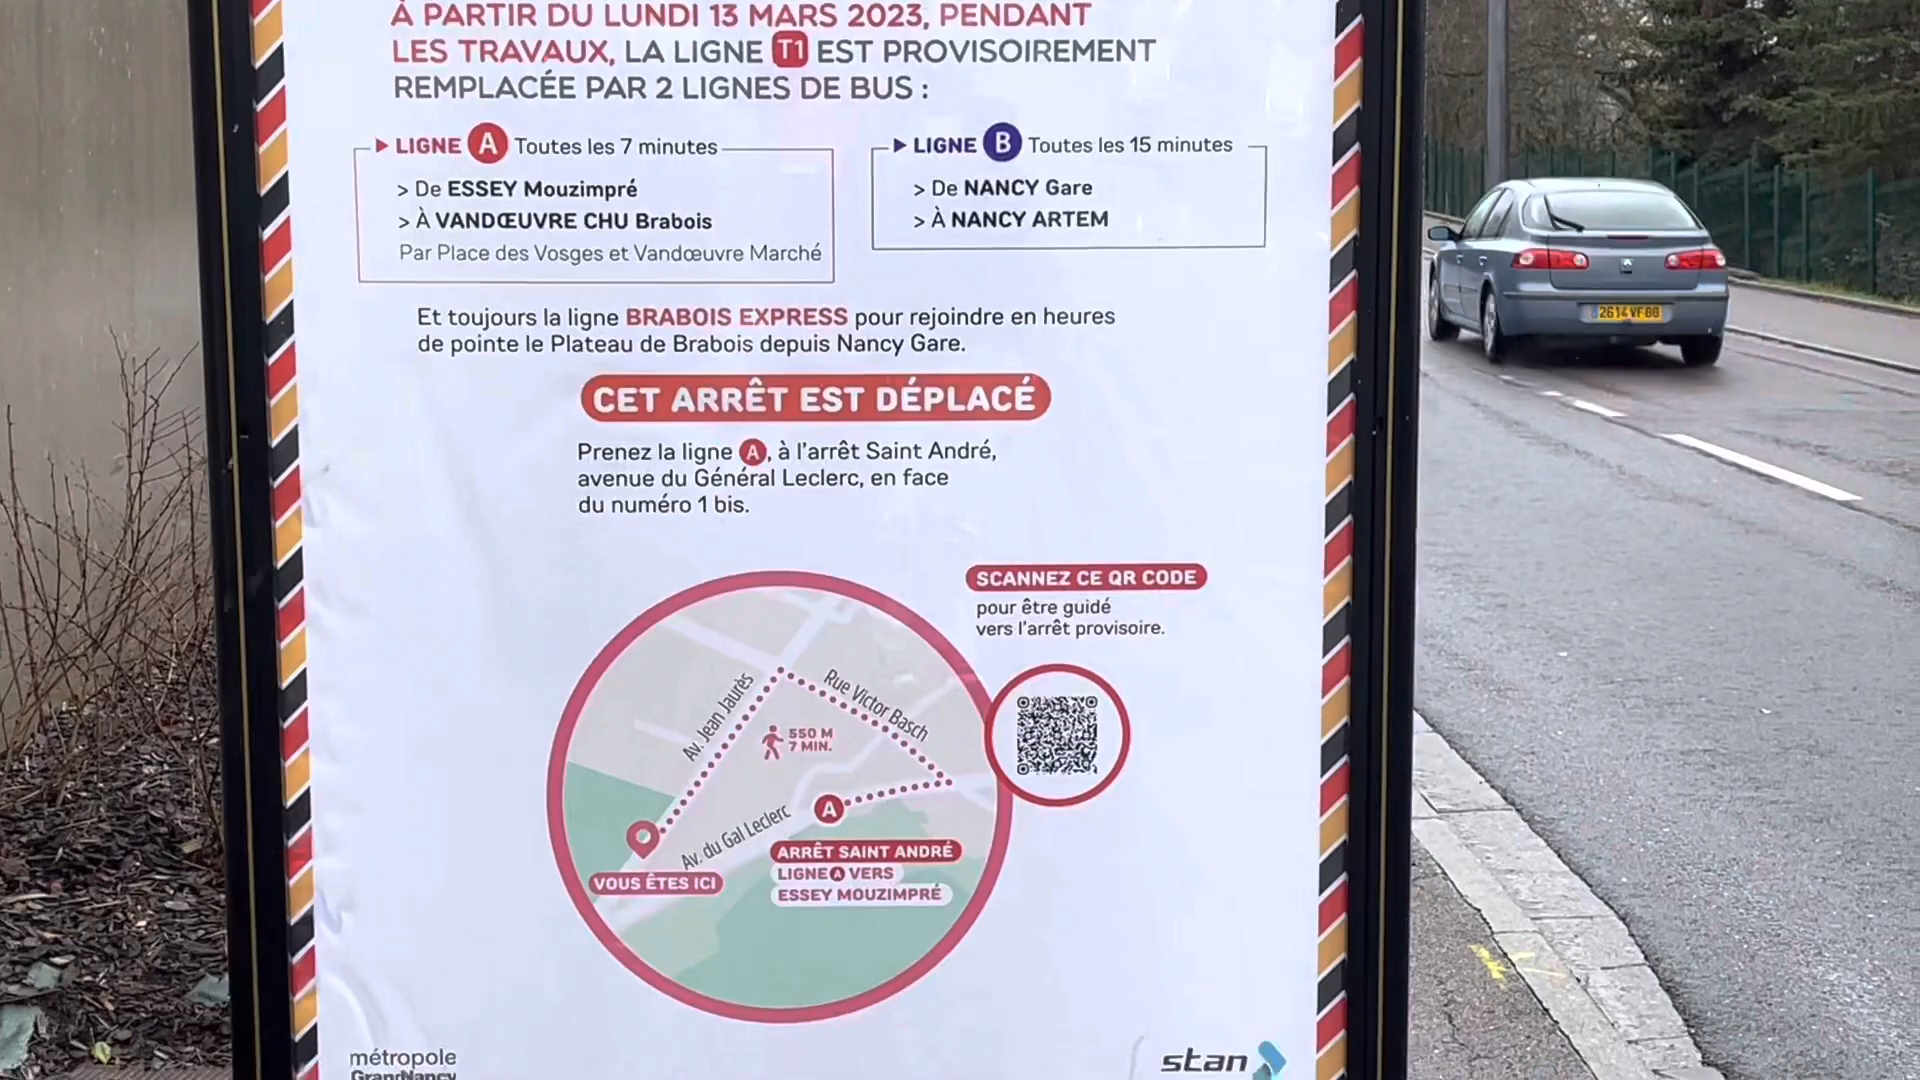 À PARTIR DU LUNDI 13 MARS 2023, PENDANT
LES TRAVAUX, LA LIGNE T1 EST PROVISOIREMENT
REMPLACÉE PAR 2 LIGNES DE BUS :
LIGNE A Toutes les 7 minutes
> De ESSEY Mouzimpré
> À VANDŒUVRE CHU Brabois
Par Place des Vosges et Vandœuvre Marché
LIGNE B Toutes les 15 minutes
> De NANCY Gare
> À NANCY ARTEM
Et toujours la ligne BRABOIS EXPRESS pour rejoindre en heures
de pointe le Plateau de Brabois depuis Nancy Gare.
CET ARRÊT EST DÉPLACÉ
Prenez la ligne A, à l'arrêt Saint André,
avenue du Général Leclerc, en face
du numéro 1 bis.
SCANNEZ CE QR CODE
pour être guidé
vers l'arrêt provisoire.
Av. Jean Jaurès
Rue Victor Basch
550 M
7 MIN.
A
Av. du Gal Leclerc
VOUS ÊTES ICI
ARRÊT SAINT ANDRÉ
LIGNE A VERS
ESSEY MOUZIMPRÉ
métropole
GrandNancy
stan
2614 VF 88